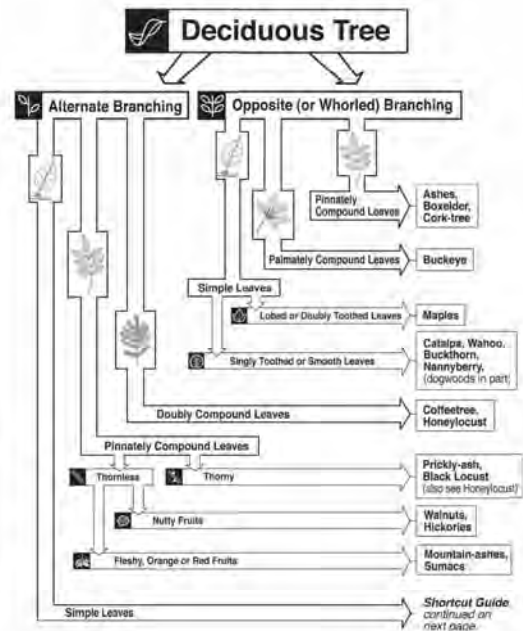 Deciduous Tree
Alternate Branching
Opposite (or Whorled) Branching
Pinnately
Compound Leaves
Ashes,
Boxelder,
Cork-tree
Palmately Compound Leaves
Buckeye
Simple Leaves
Lobed or Doubly Toothed Leaves
Maples
Singly Toothed or Smooth Leaves
Catalpa, Wahoo,
Buckthorn,
Nannyberry,
(dogwoods in part)
Doubly Compound Leaves
Coffeetree,
Honeylocust
Pinnately Compound Leaves
Thornless
Thorny
Prickly-ash,
Black Locust
(also see Honeylocust)
Nutty Fruits
Walnuts,
Hickories
Fleshy, Orange or Red Fruits
Mountain-ashes,
Sumacs
Simple Leaves
Shortcut Guide
continued on
next page